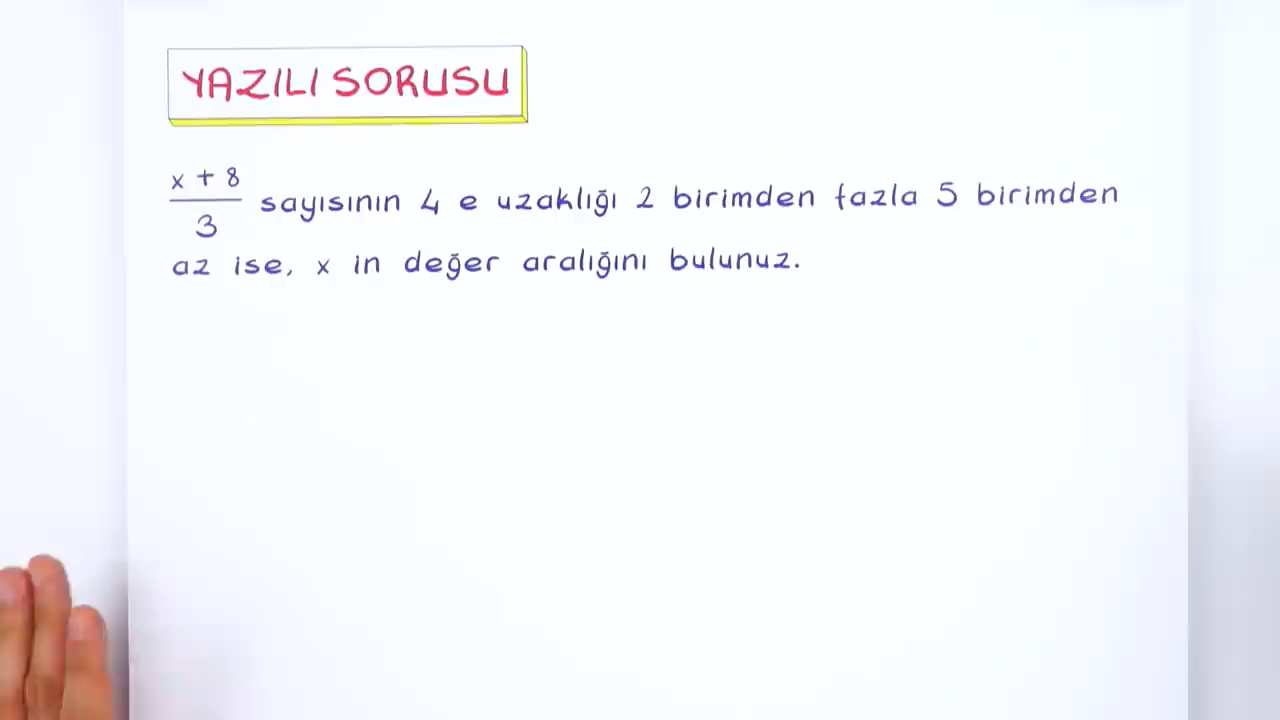 YAZILI SORUSU
x + 8
3
sayısının 4 e uzaklığı 2 birimden fazla 5 birimden
az ise, x in değer aralığını bulunuz.